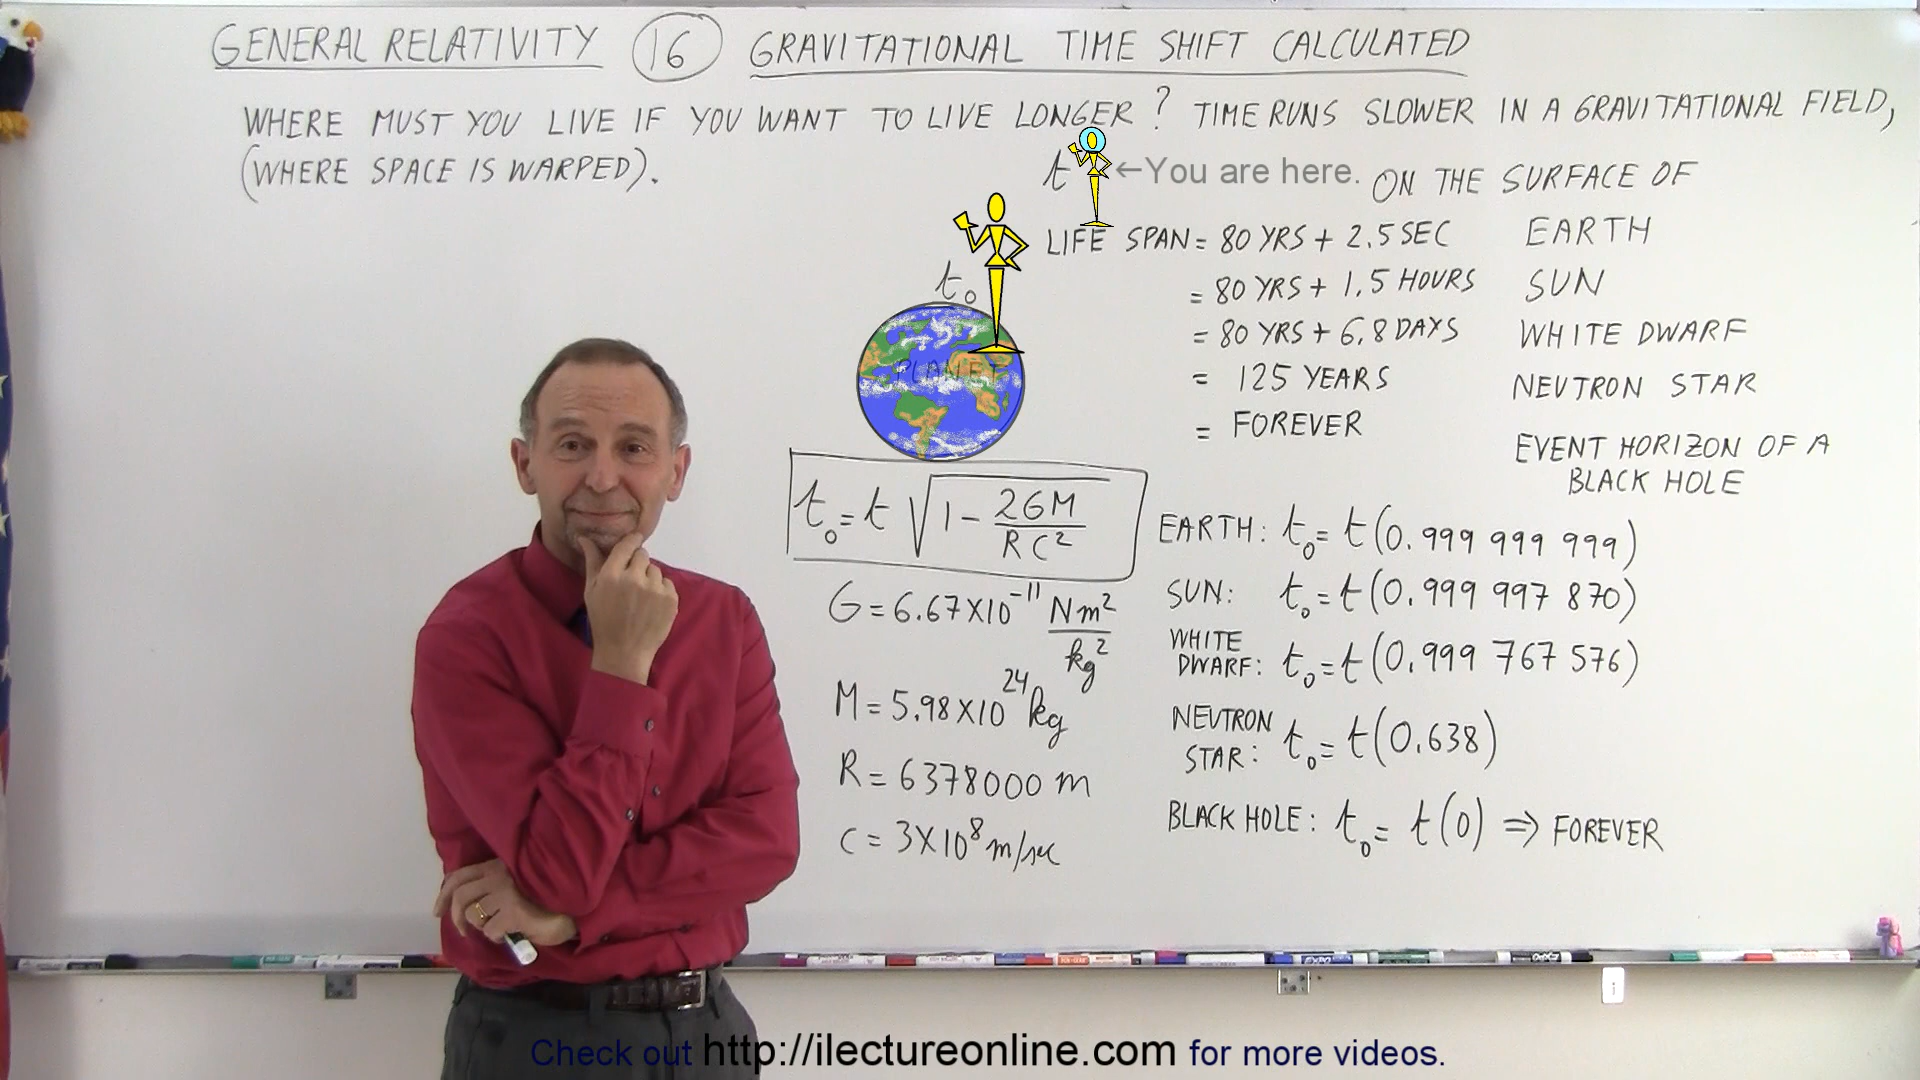 GENERAL RELATIVITY 16 GRAVITATIONAL TIME SHIFT CALCULATED
WHERE MUST YOU LIVE IF YOU WANT TO LIVE LONGER? TIME RUNS SLOWER IN A GRAVITATIONAL FIELD,
(WHERE SPACE IS WARPED).
t ←You are here. ON THE SURFACE OF
LIFE SPAN = 80 YRS + 2.5 SEC EARTH
= 80 YRS + 1.5 HOURS SUN
= 80 YRS + 6.8 DAYS WHITE DWARF
= 125 YEARS NEUTRON STAR
= FOREVER EVENT HORIZON OF A
BLACK HOLE
t₀
PLANET
t₀ = t √(1 - 2GM/RC²)
G = 6.67×10⁻¹¹ Nm²/kg²
M = 5.98×10²⁴ kg
R = 6378000 m
C = 3×10⁸ m/sec
EARTH: t₀ = t(0.999 999 999)
SUN: t₀ = t(0.999 997 870)
WHITE
DWARF: t₀ = t(0.999 767 576)
NEUTRON
STAR: t₀ = t(0.638)
BLACK HOLE: t₀ = t(0) ⇒ FOREVER
EXPO
Check out http://ilectureonline.com for more videos.